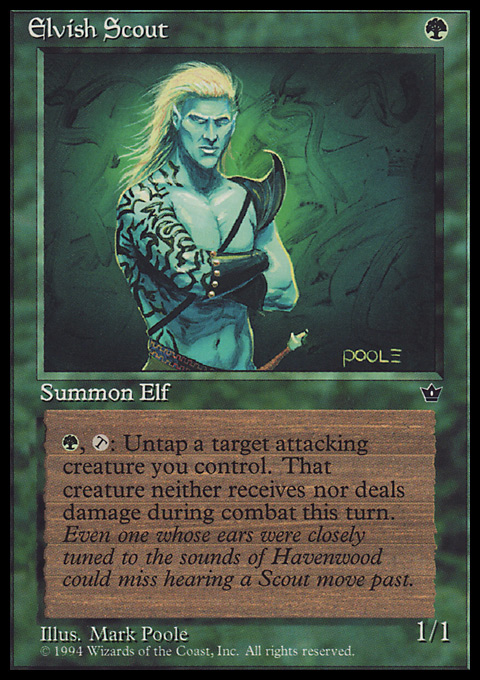 Elvish Scout
POOLE
Summon Elf
, T: Untap a target attacking
creature you control. That
creature neither receives nor deals
damage during combat this turn.
Even one whose ears were closely
tuned to the sounds of Havenwood
could miss hearing a Scout move past.
Illus. Mark Poole
1/1
© 1994 Wizards of the Coast, Inc. All rights reserved.